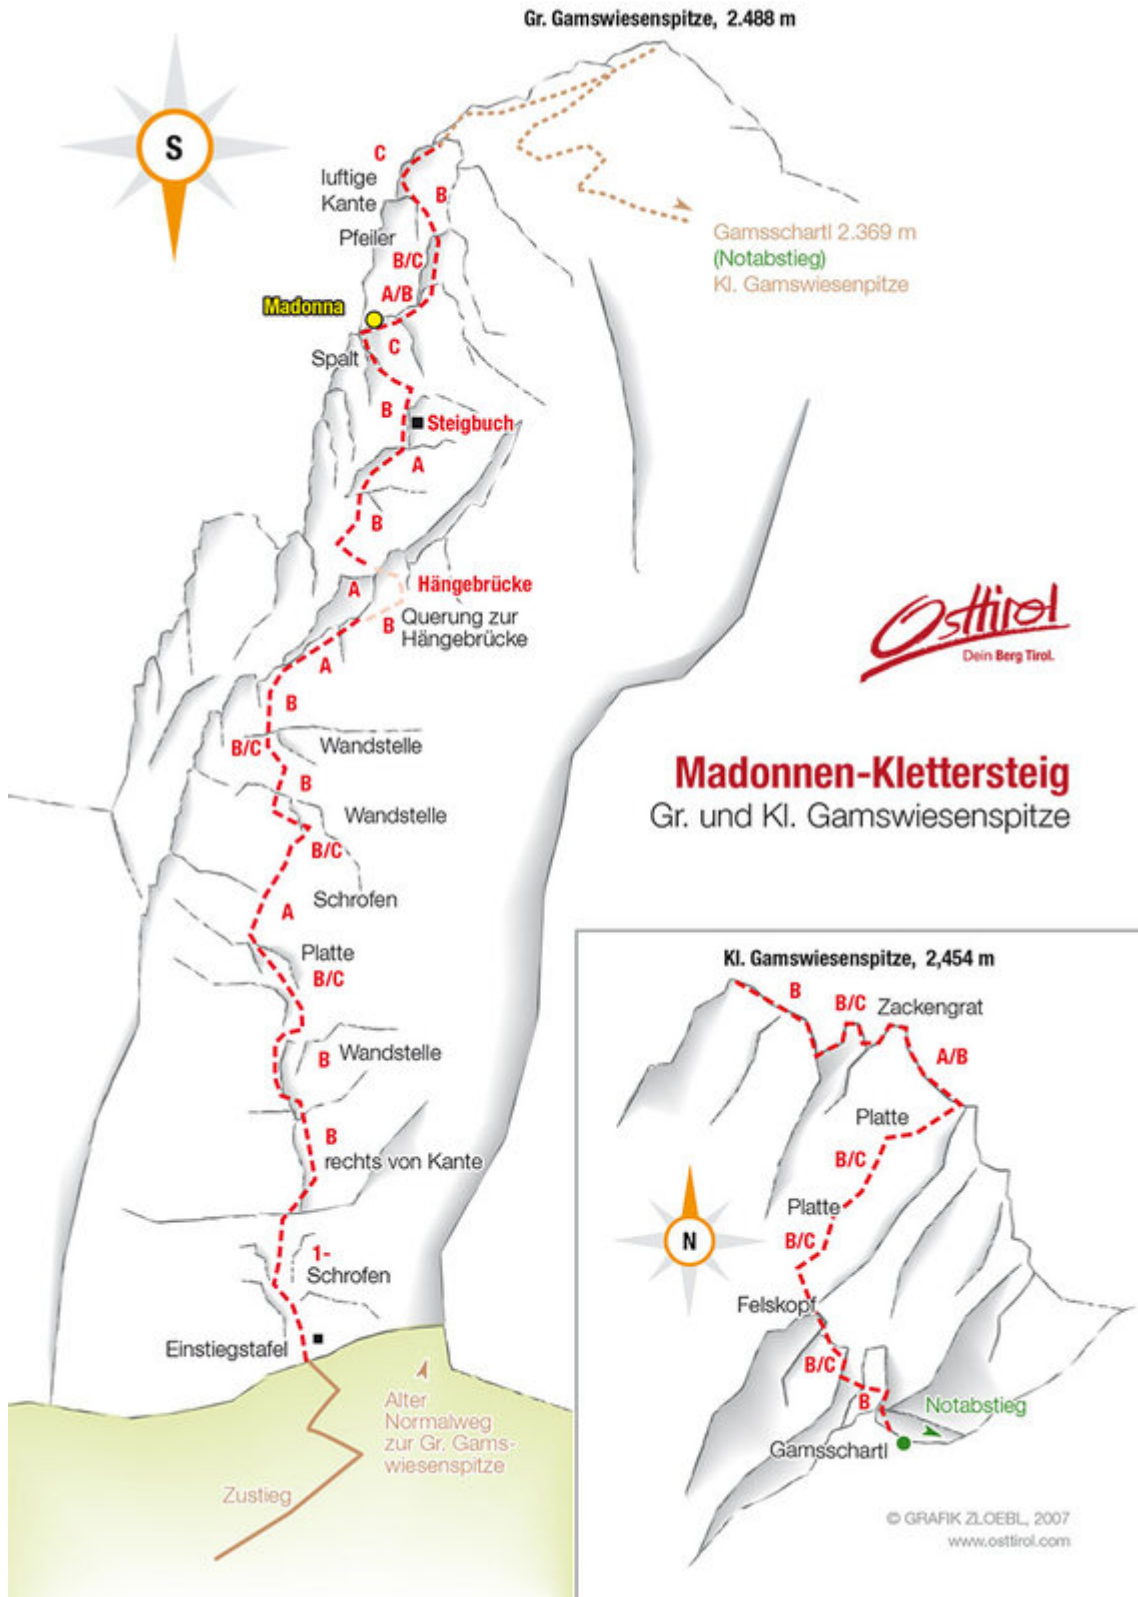 Gr. Gamswiesenspitze, 2.488 m
S
C
luftige
Kante
B
Pfeiler
B/C
A/B
Gamsschartl 2.369 m
(Notabstieg)
Kl. Gamswiesenpitze
Madonna
C
Spalt
B
Steigbuch
A
B
A
Hängebrücke
B
Querung zur
Hängebrücke
A
B
B/C
Wandstelle
B
Wandstelle
B/C
Schrofen
A
Platte
B/C
B
Wandstelle
B
rechts von Kante
1-
Schrofen
Einstiegstafel
Alter
Normalweg
zur Gr. Gams-
wiesenspitze
Zustieg
Osttirol
Dein Berg Tirol.
Madonnen-Klettersteig
Gr. und Kl. Gamswiesenspitze
Kl. Gamswiesenspitze, 2,454 m
B
B/C
Zackengrat
A/B
Platte
B/C
Platte
B/C
N
Felskopf
B/C
B
Notabstieg
Gamsschartl
© GRAFIK ZLOEBL, 2007
www.osttirol.com